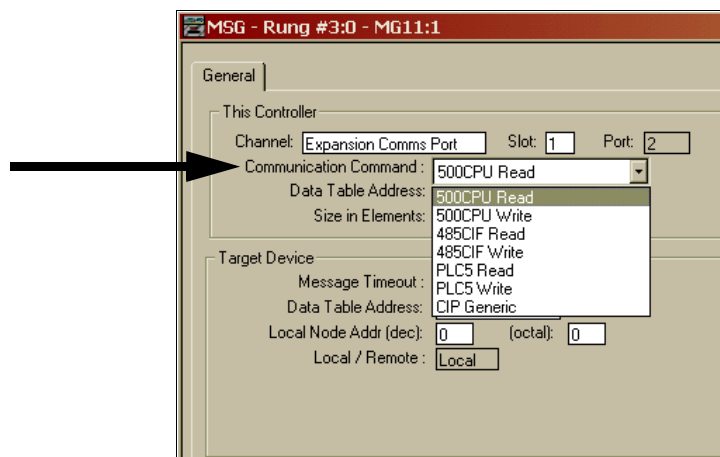 MSG - Rung #3:0 - MG11:1
General
This Controller
Channel: Expansion Comms Port Slot: 1 Port: 2
Communication Command : 500CPU Read
Data Table Address:
500CPU Read
Size in Elements:
500CPU Write
485CIF Read
485CIF Write
PLC5 Read
PLC5 Write
CIP Generic
Target Device
Message Timeout :
Data Table Address:
Local Node Addr (dec): 0 (octal): 0
Local / Remote : Local